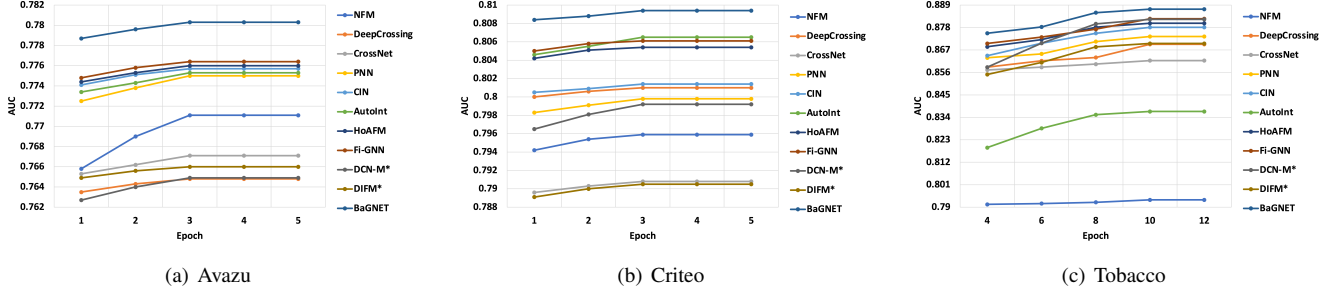 0.782
0.78
0.778
0.776
0.774
0.772
0.77
0.768
0.766
0.764
0.762
AUC
1 2 3 4 5
Epoch
NFM
DeepCrossing
CrossNet
PNN
CIN
AutoInt
HoAFM
Fi-GNN
DCN-M*
DIFM*
BaGNET
(a) Avazu
0.81
0.808
0.806
0.804
0.802
0.8
0.798
0.796
0.794
0.792
0.79
0.788
AUC
1 2 3 4 5
Epoch
NFM
DeepCrossing
CrossNet
PNN
CIN
AutoInt
HoAFM
Fi-GNN
DCN-M*
DIFM*
BaGNET
(b) Criteo
0.889
0.878
0.867
0.856
0.845
0.834
0.823
0.812
0.801
0.79
AUC
4 6 8 10 12
Epoch
NFM
DeepCrossing
CrossNet
PNN
CIN
AutoInt
HoAFM
Fi-GNN
DCN-M*
DIFM*
BaGNET
(c) Tobacco